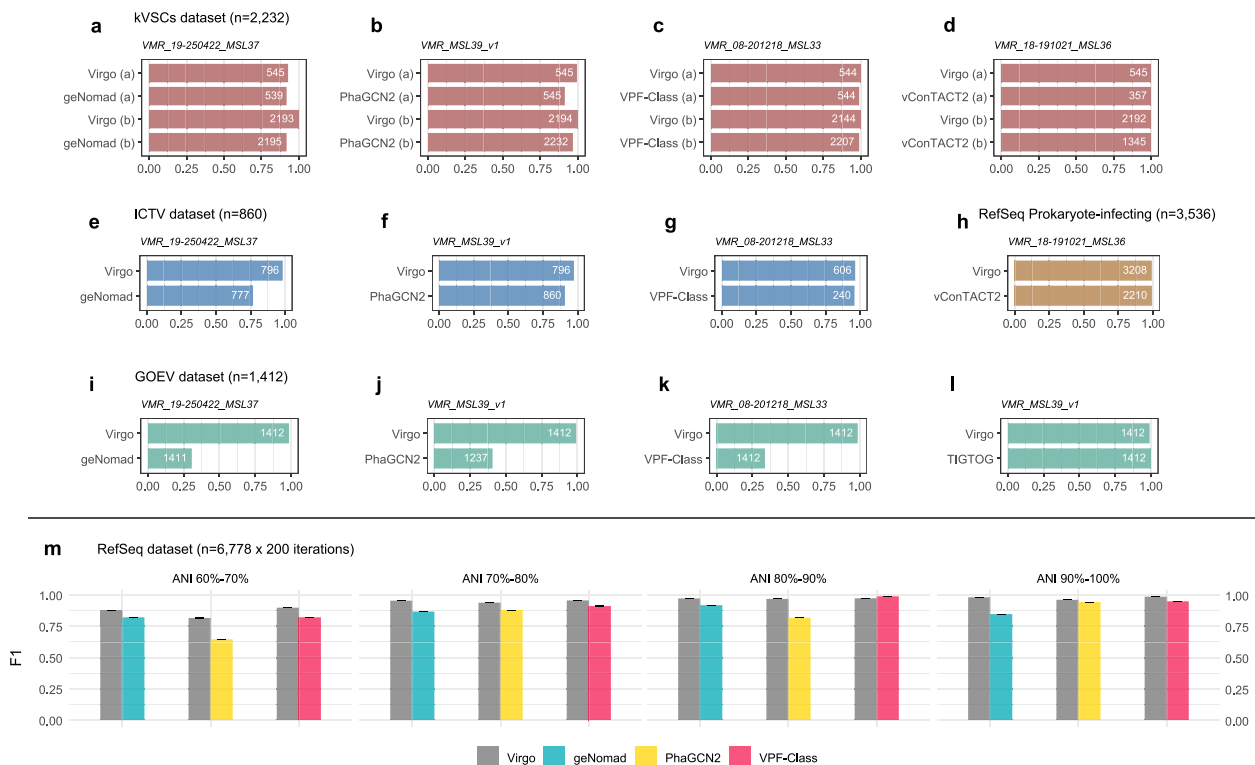 kVSCs dataset (n=2,232)
a b c d
VMR_19-250422_MSL37 VMR_MSL39_v1 VMR_08-201218_MSL33 VMR_18-191021_MSL36
Virgo (a) 545 Virgo (a) 545 Virgo (a) 544 Virgo (a) 545
geNomad (a) 539 PhaGCN2 (a) 545 VPF-Class (a) 544 vConTACT2 (a) 357
Virgo (b) 2193 Virgo (b) 2194 Virgo (b) 2144 Virgo (b) 2192
geNomad (b) 2195 PhaGCN2 (b) 2232 VPF-Class (b) 2207 vConTACT2 (b) 1345
0.00 0.25 0.50 0.75 1.00 0.00 0.25 0.50 0.75 1.00 0.00 0.25 0.50 0.75 1.00 0.00 0.25 0.50 0.75 1.00
e ICTV dataset (n=860) f g h RefSeq Prokaryote-infecting (n=3,536)
VMR_19-250422_MSL37 VMR_MSL39_v1 VMR_08-201218_MSL33 VMR_18-191021_MSL36
Virgo 796 Virgo 796 Virgo 606 Virgo 3208
geNomad 777 PhaGCN2 860 VPF-Class 240 vConTACT2 2210
0.00 0.25 0.50 0.75 1.00 0.00 0.25 0.50 0.75 1.00 0.00 0.25 0.50 0.75 1.00 0.00 0.25 0.50 0.75 1.00
i GOEV dataset (n=1,412) j k l
VMR_19-250422_MSL37 VMR_MSL39_v1 VMR_08-201218_MSL33 VMR_MSL39_v1
Virgo 1412 Virgo 1412 Virgo 1412 Virgo 1412
geNomad 1411 PhaGCN2 1237 VPF-Class 1412 TIGTOG 1412
0.00 0.25 0.50 0.75 1.00 0.00 0.25 0.50 0.75 1.00 0.00 0.25 0.50 0.75 1.00 0.00 0.25 0.50 0.75 1.00
m RefSeq dataset (n=6,778 x 200 iterations)
ANI 60%-70% ANI 70%-80% ANI 80%-90% ANI 90%-100%
1.00 1.00
0.75 0.75
0.50 0.50
0.25 0.25
0.00 0.00
F1
Virgo geNomad PhaGCN2 VPF-Class